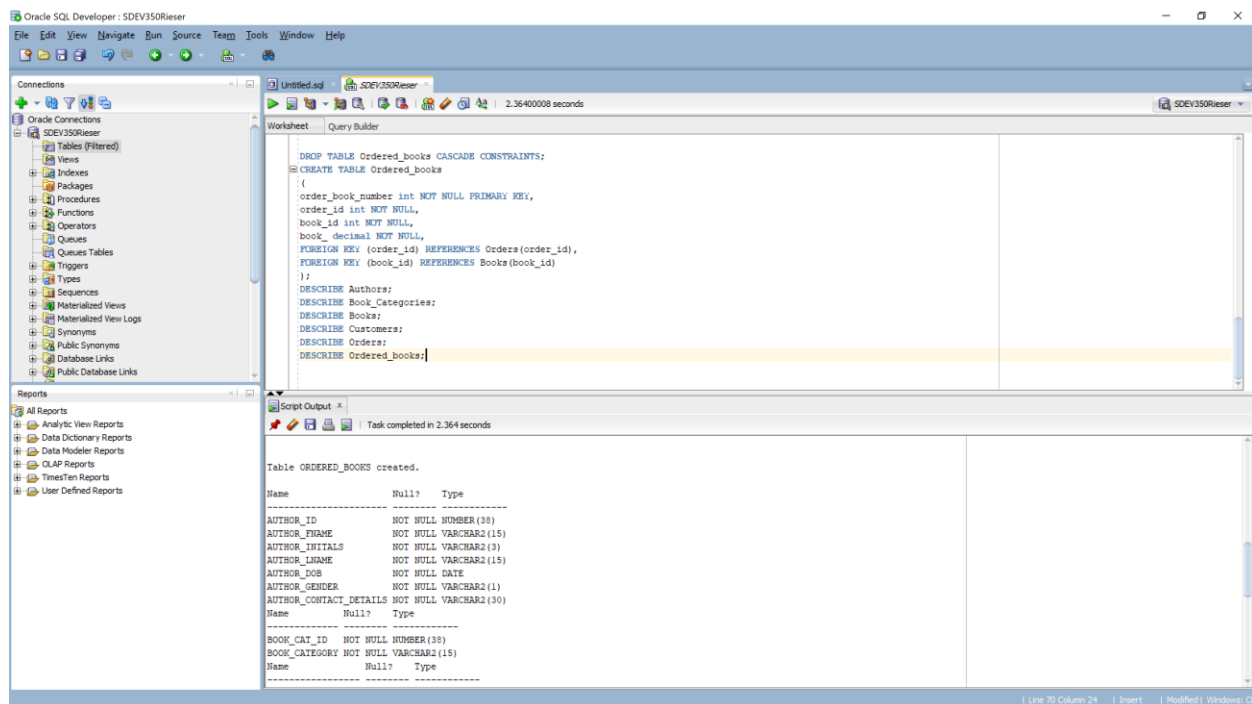 Oracle SQL Developer : SDEV350Rieser
File Edit View Navigate Run Source Team Tools Window Help
Connections
Oracle Connections
SDEV350Rieser
Tables (Filtered)
Views
Indexes
Packages
Procedures
Functions
Operators
Queues
Queues Tables
Triggers
Types
Sequences
Materialized Views
Materialized View Logs
Synonyms
Public Synonyms
Database Links
Public Database Links
Reports
All Reports
Analytic View Reports
Data Dictionary Reports
Data Modeler Reports
OLAP Reports
TimesTen Reports
User Defined Reports
Untitled.sql SDEV350Rieser
2.36400008 seconds
SDEV350Rieser
Worksheet Query Builder
DROP TABLE Ordered_books CASCADE CONSTRAINTS;
CREATE TABLE Ordered_books
(
order_book_number int NOT NULL PRIMARY KEY,
order_id int NOT NULL,
book_id int NOT NULL,
book_ decimal NOT NULL,
FOREIGN KEY (order_id) REFERENCES Orders(order_id),
FOREIGN KEY (book_id) REFERENCES Books(book_id)
);
DESCRIBE Authors;
DESCRIBE Book_Categories;
DESCRIBE Books;
DESCRIBE Customers;
DESCRIBE Orders;
DESCRIBE Ordered_books;
Script Output
Task completed in 2.364 seconds
Table ORDERED_BOOKS created.
Name Null? Type
---------------------- -------- ------------
AUTHOR_ID NOT NULL NUMBER(38)
AUTHOR_FNAME NOT NULL VARCHAR2(15)
AUTHOR_INITALS NOT NULL VARCHAR2(3)
AUTHOR_LNAME NOT NULL VARCHAR2(15)
AUTHOR_DOB NOT NULL DATE
AUTHOR_GENDER NOT NULL VARCHAR2(1)
AUTHOR_CONTACT_DETAILS NOT NULL VARCHAR2(30)
Name Null? Type
------------- -------- ------------
BOOK_CAT_ID NOT NULL NUMBER(38)
BOOK_CATEGORY NOT NULL VARCHAR2(15)
Name Null? Type
----------------- -------- ------------
Line 70 Column 24 | Insert | Modified | Windows: C